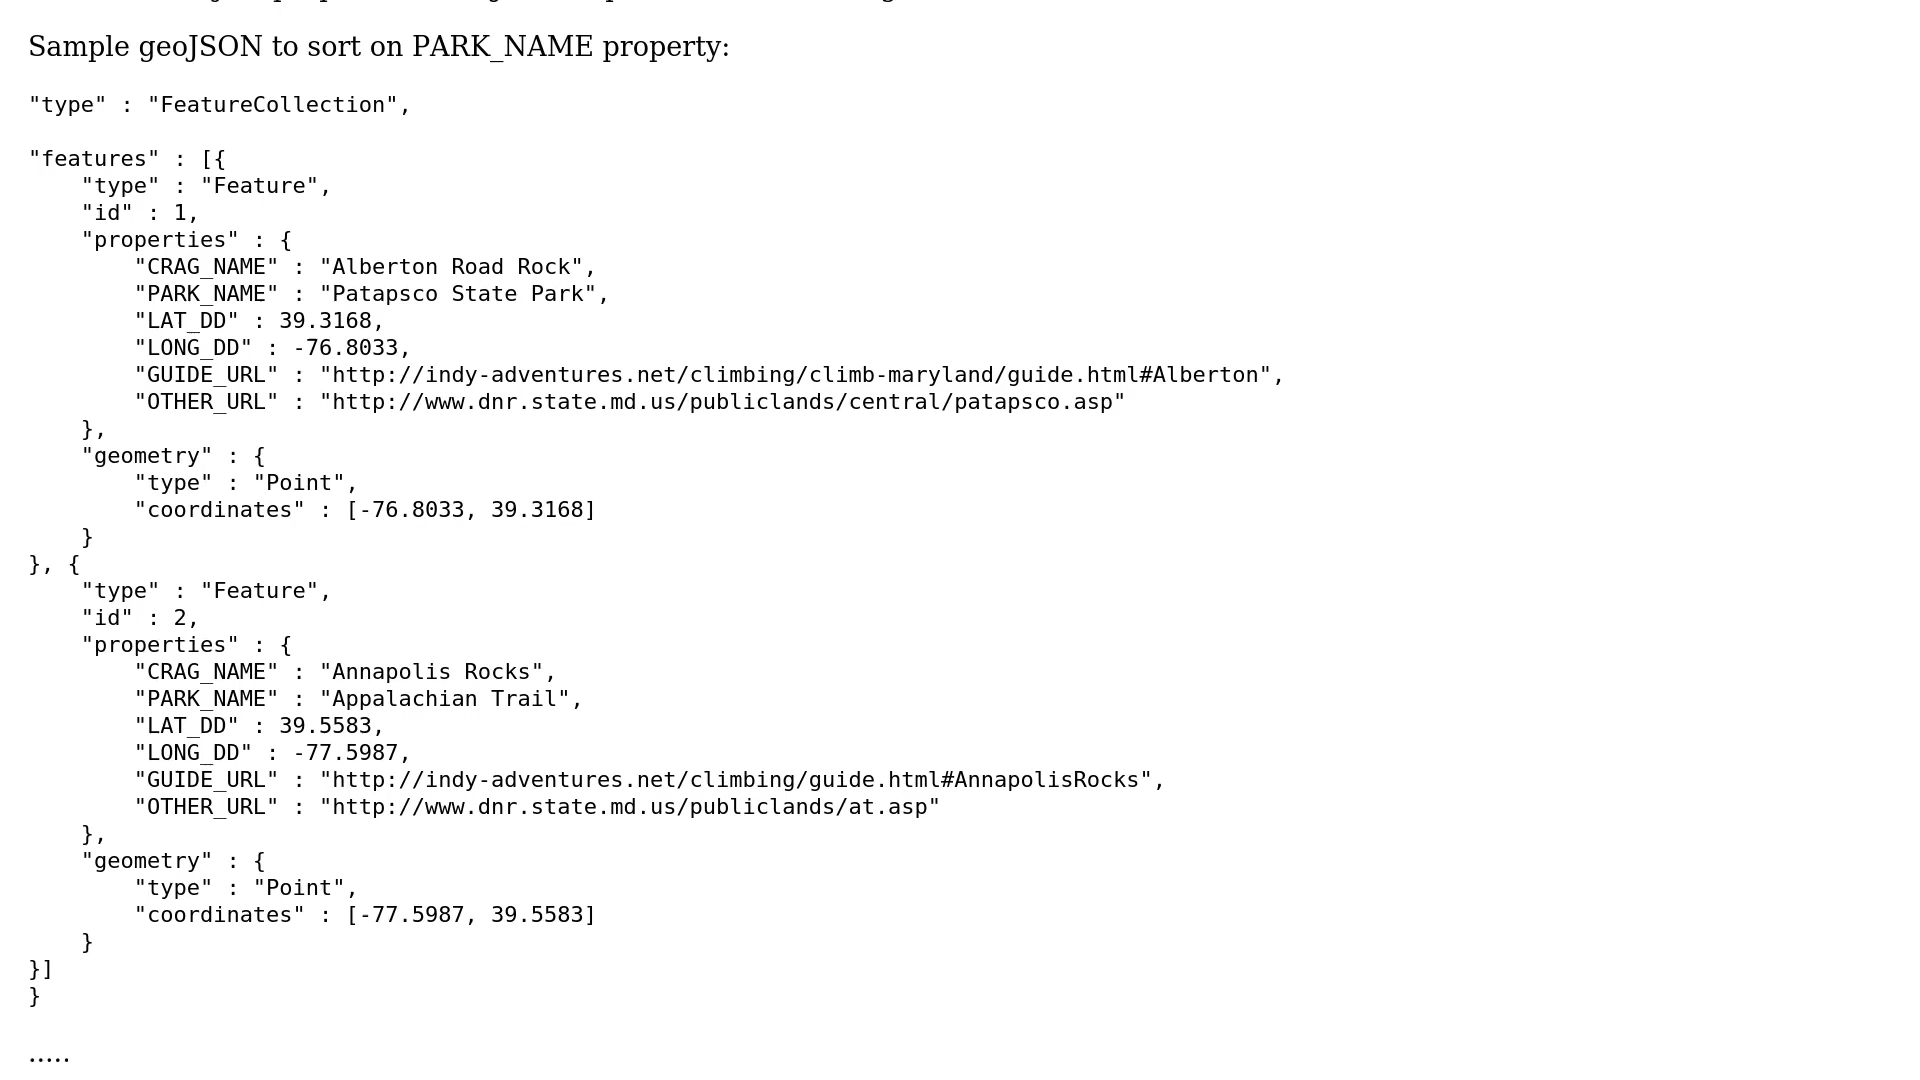 Sample geoJSON to sort on PARK_NAME property:
"type" : "FeatureCollection",
"features" : [{
    "type" : "Feature",
    "id" : 1,
    "properties" : {
        "CRAG_NAME" : "Alberton Road Rock",
        "PARK_NAME" : "Patapsco State Park",
        "LAT_DD" : 39.3168,
        "LONG_DD" : -76.8033,
        "GUIDE_URL" : "http://indy-adventures.net/climbing/climb-maryland/guide.html#Alberton",
        "OTHER_URL" : "http://www.dnr.state.md.us/publiclands/central/patapsco.asp"
    },
    "geometry" : {
        "type" : "Point",
        "coordinates" : [-76.8033, 39.3168]
    }
}, {
    "type" : "Feature",
    "id" : 2,
    "properties" : {
        "CRAG_NAME" : "Annapolis Rocks",
        "PARK_NAME" : "Appalachian Trail",
        "LAT_DD" : 39.5583,
        "LONG_DD" : -77.5987,
        "GUIDE_URL" : "http://indy-adventures.net/climbing/guide.html#AnnapolisRocks",
        "OTHER_URL" : "http://www.dnr.state.md.us/publiclands/at.asp"
    },
    "geometry" : {
        "type" : "Point",
        "coordinates" : [-77.5987, 39.5583]
    }
}]
}
.....